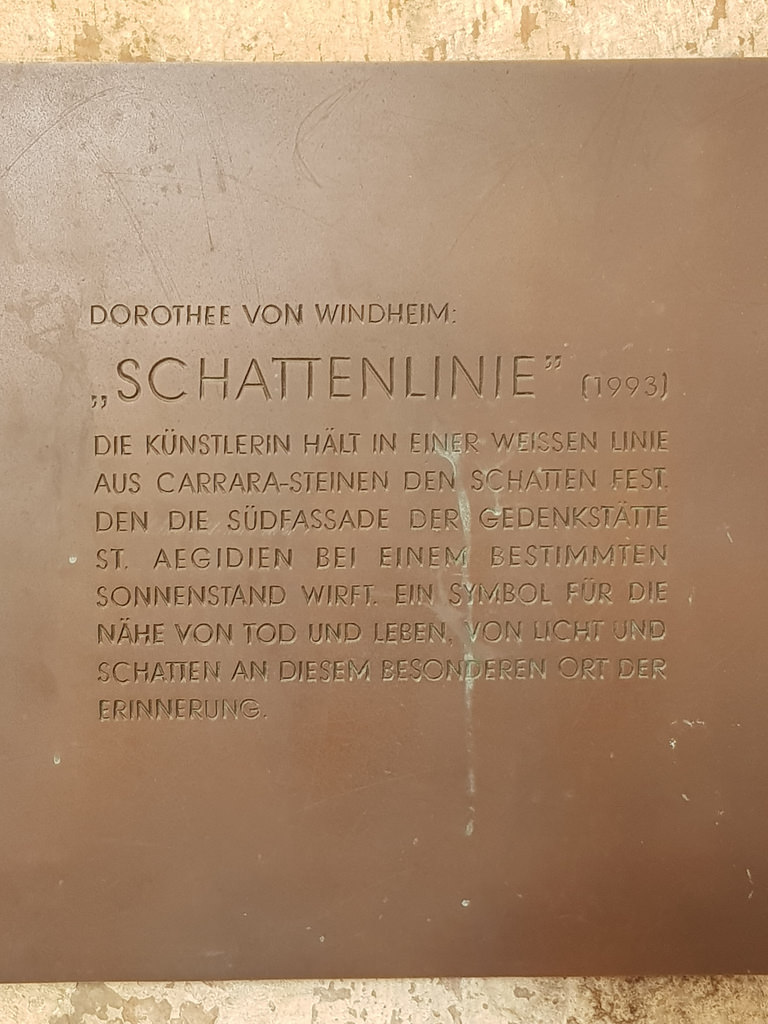 DOROTHEE VON WINDHEIM:
„SCHATTENLINIE” (1993)
DIE KÜNSTLERIN HÄLT IN EINER WEISSEN LINIE
AUS CARRARA-STEINEN DEN SCHATTEN FEST,
DEN DIE SÜDFASSADE DER GEDENKSTÄTTE
ST. AEGIDIEN BEI EINEM BESTIMMTEN
SONNENSTAND WIRFT. EIN SYMBOL FÜR DIE
NÄHE VON TOD UND LEBEN, VON LICHT UND
SCHATTEN AN DIESEM BESONDEREN ORT DER
ERINNERUNG.